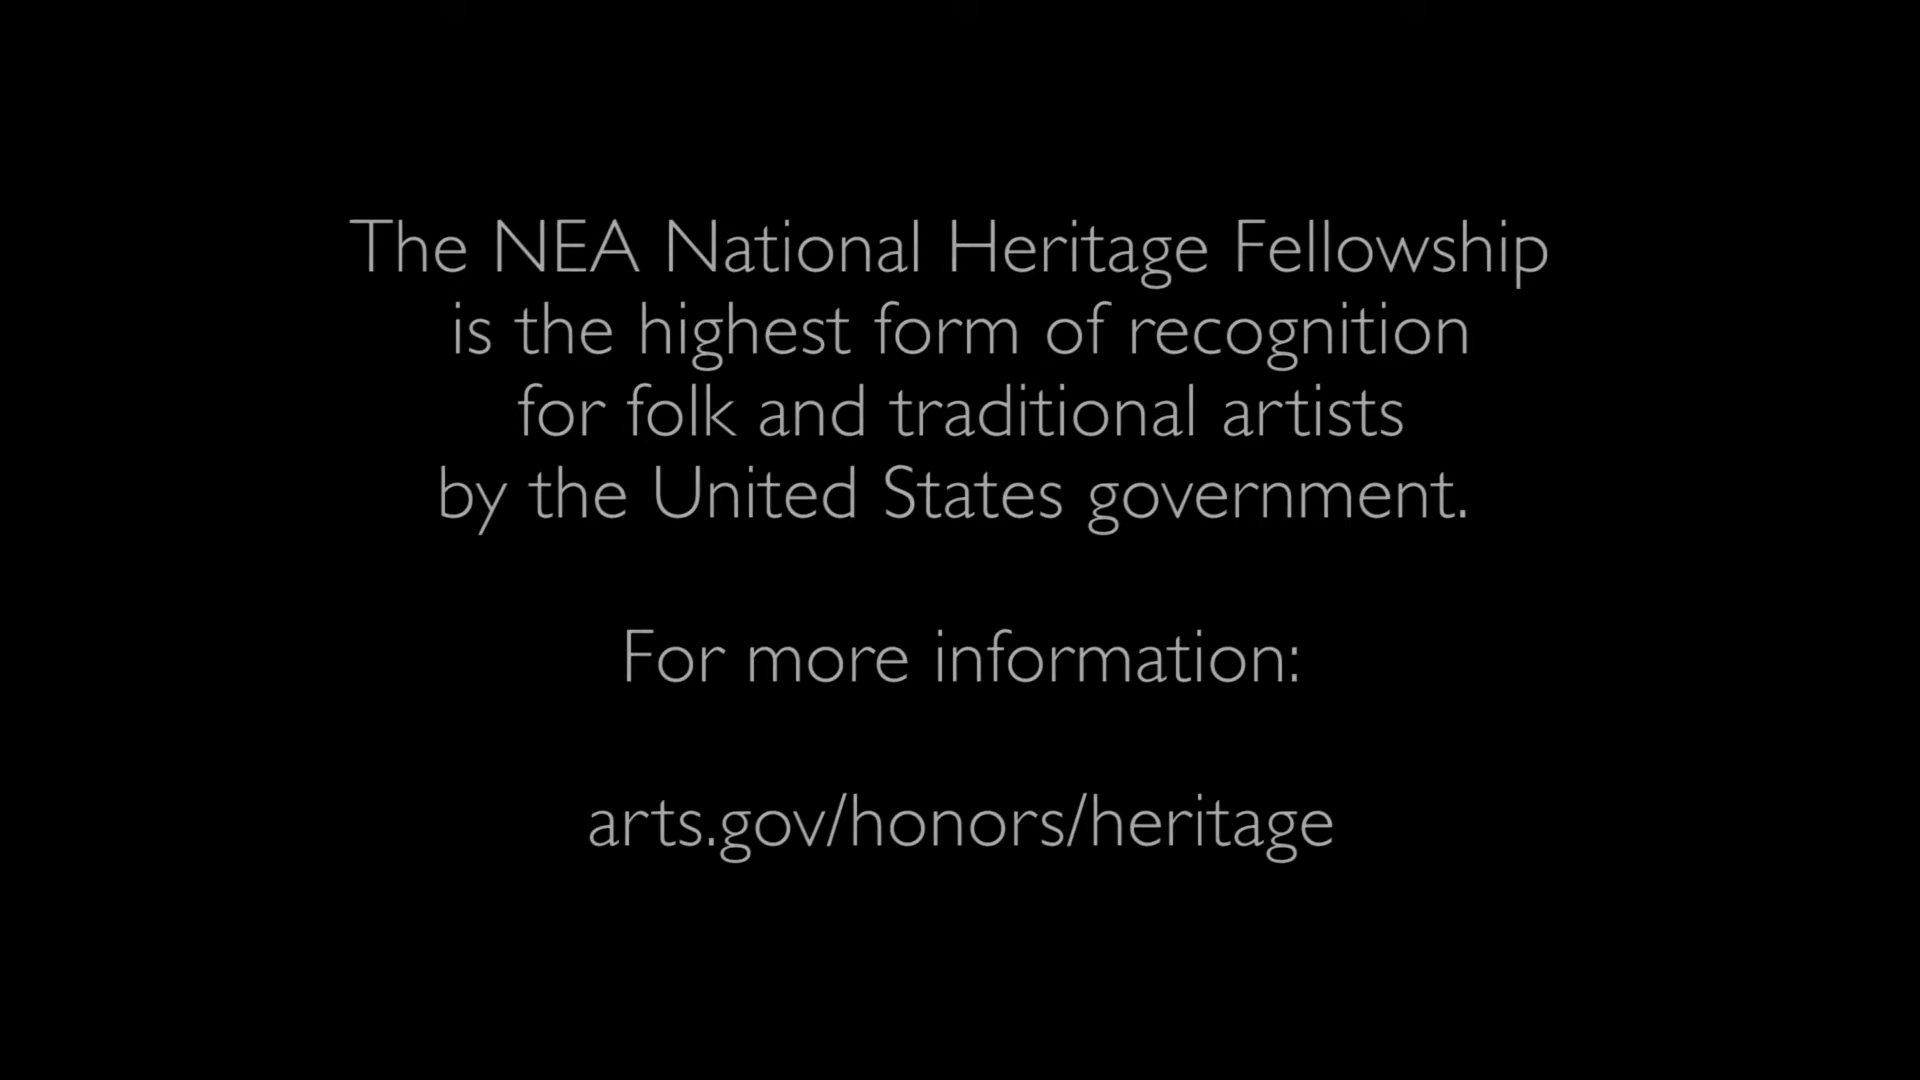 The NEA National Heritage Fellowship
is the highest form of recognition
for folk and traditional artists
by the United States government.
For more information:
arts.gov/honors/heritage